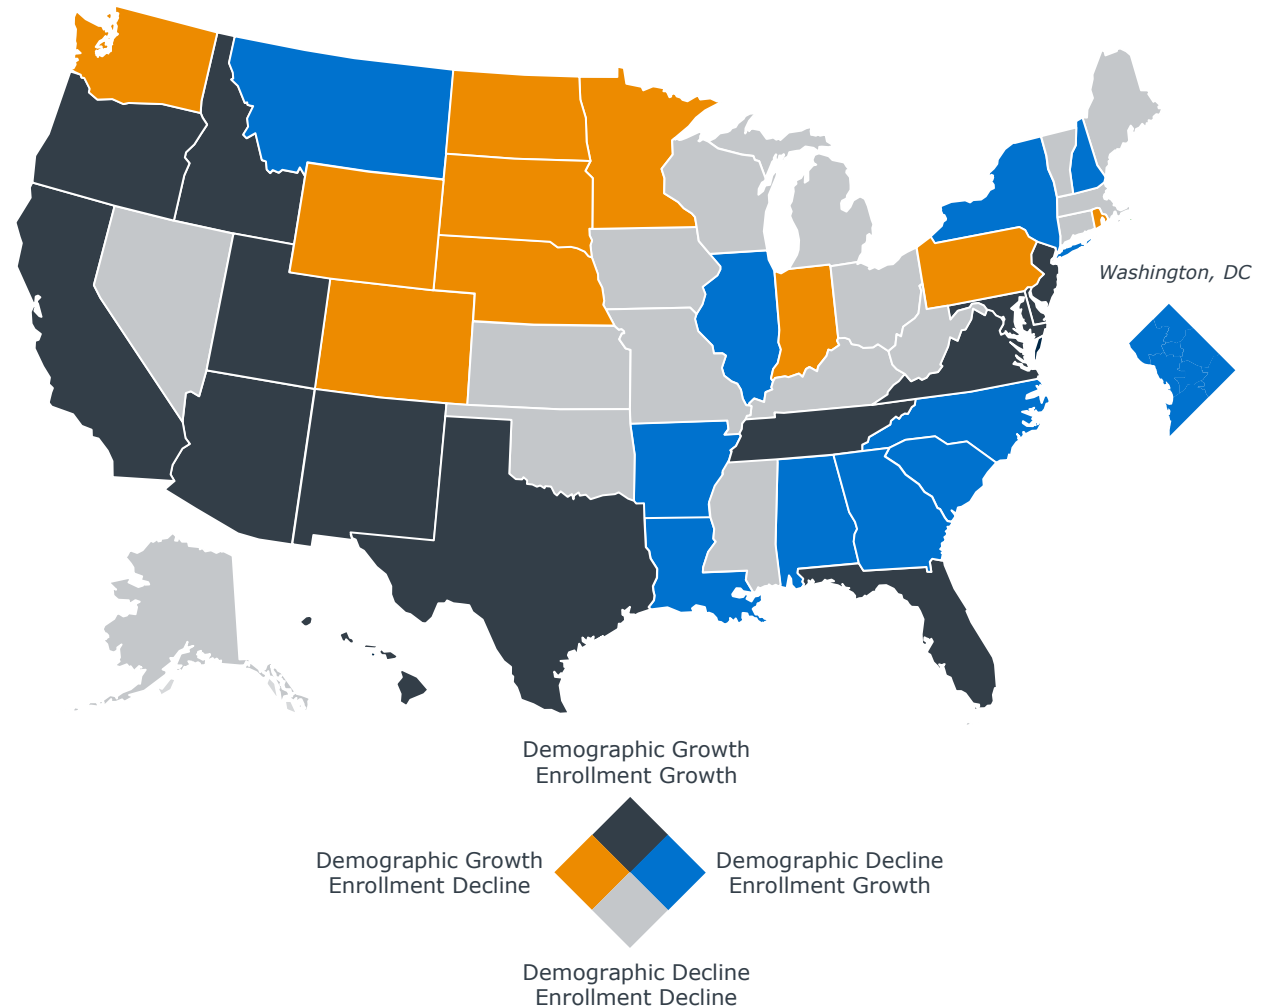 Washington, DC
Demographic Growth
Enrollment Growth
Demographic Growth
Enrollment Decline
Demographic Decline
Enrollment Growth
Demographic Decline
Enrollment Decline